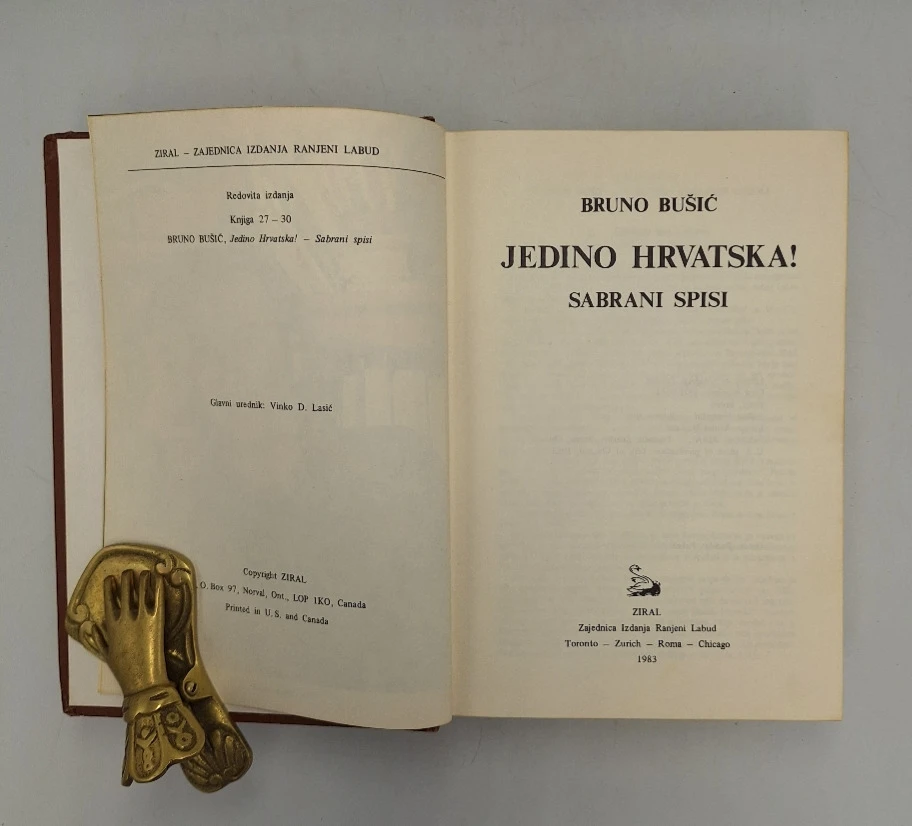 ZIRAL – ZAJEDNICA IZDANJA RANJENI LABUD
Redovita izdanja
Knjiga 27 – 30
BRUNO BUŠIĆ, Jedino Hrvatska! – Sabrani spisi
Glavni urednik: Vinko D. Lasić
Copyright ZIRAL
O. Box 97, Norval, Ont., LOP 1KO, Canada
Printed in U. S. and Canada
BRUNO BUŠIĆ
JEDINO HRVATSKA!
SABRANI SPISI
ZIRAL
Zajednica Izdanja Ranjeni Labud
Toronto – Zurich – Roma – Chicago
1983